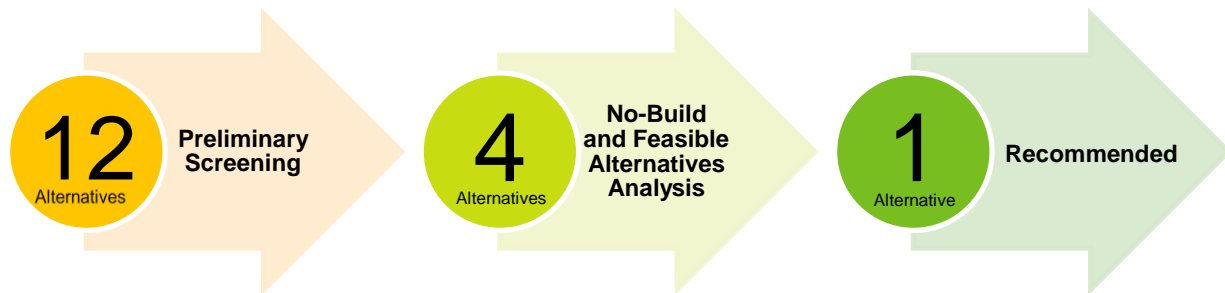 12
Alternatives
Preliminary
Screening
4
Alternatives
No-Build
and Feasible
Alternatives
Analysis
1
Alternative
Recommended